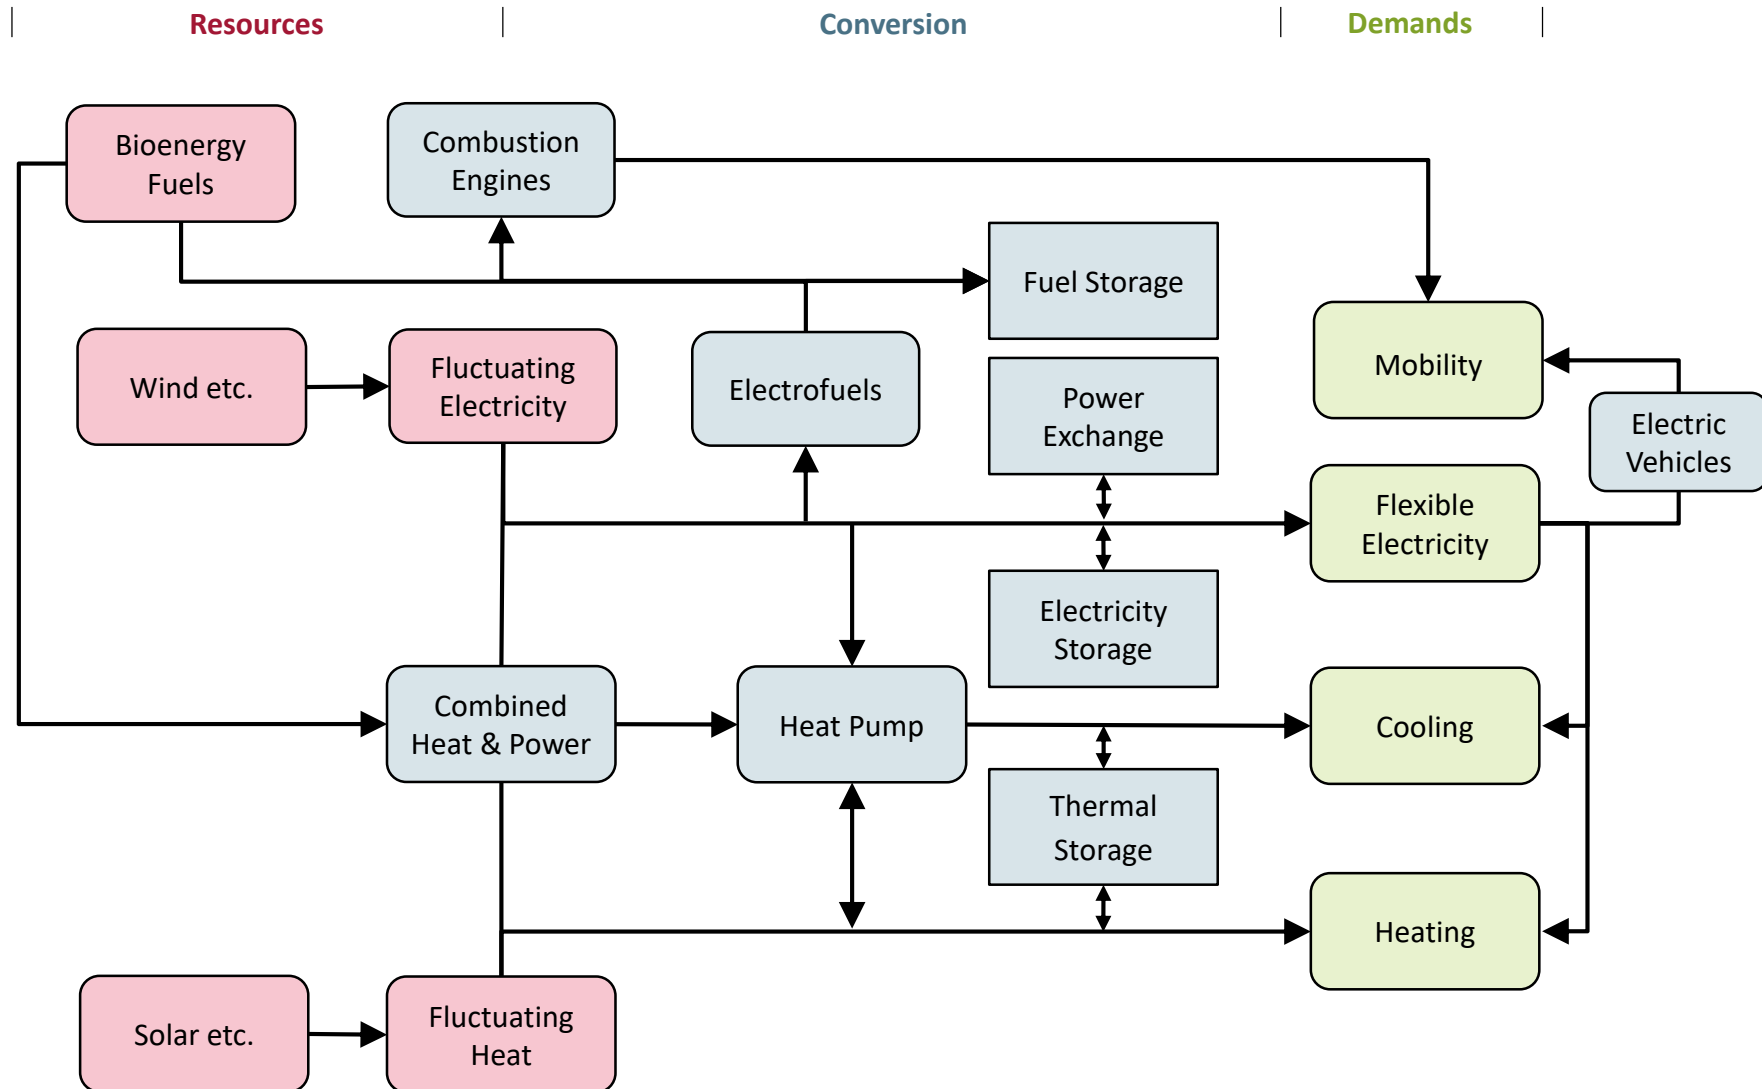 Resources
Conversion
Demands
Bioenergy
Fuels
Combustion
Engines
Fuel Storage
Wind etc.
Fluctuating
Electricity
Electrofuels
Power
Exchange
Mobility
Electric
Vehicles
Flexible
Electricity
Electricity
Storage
Combined
Heat & Power
Heat Pump
Cooling
Thermal
Storage
Heating
Solar etc.
Fluctuating
Heat